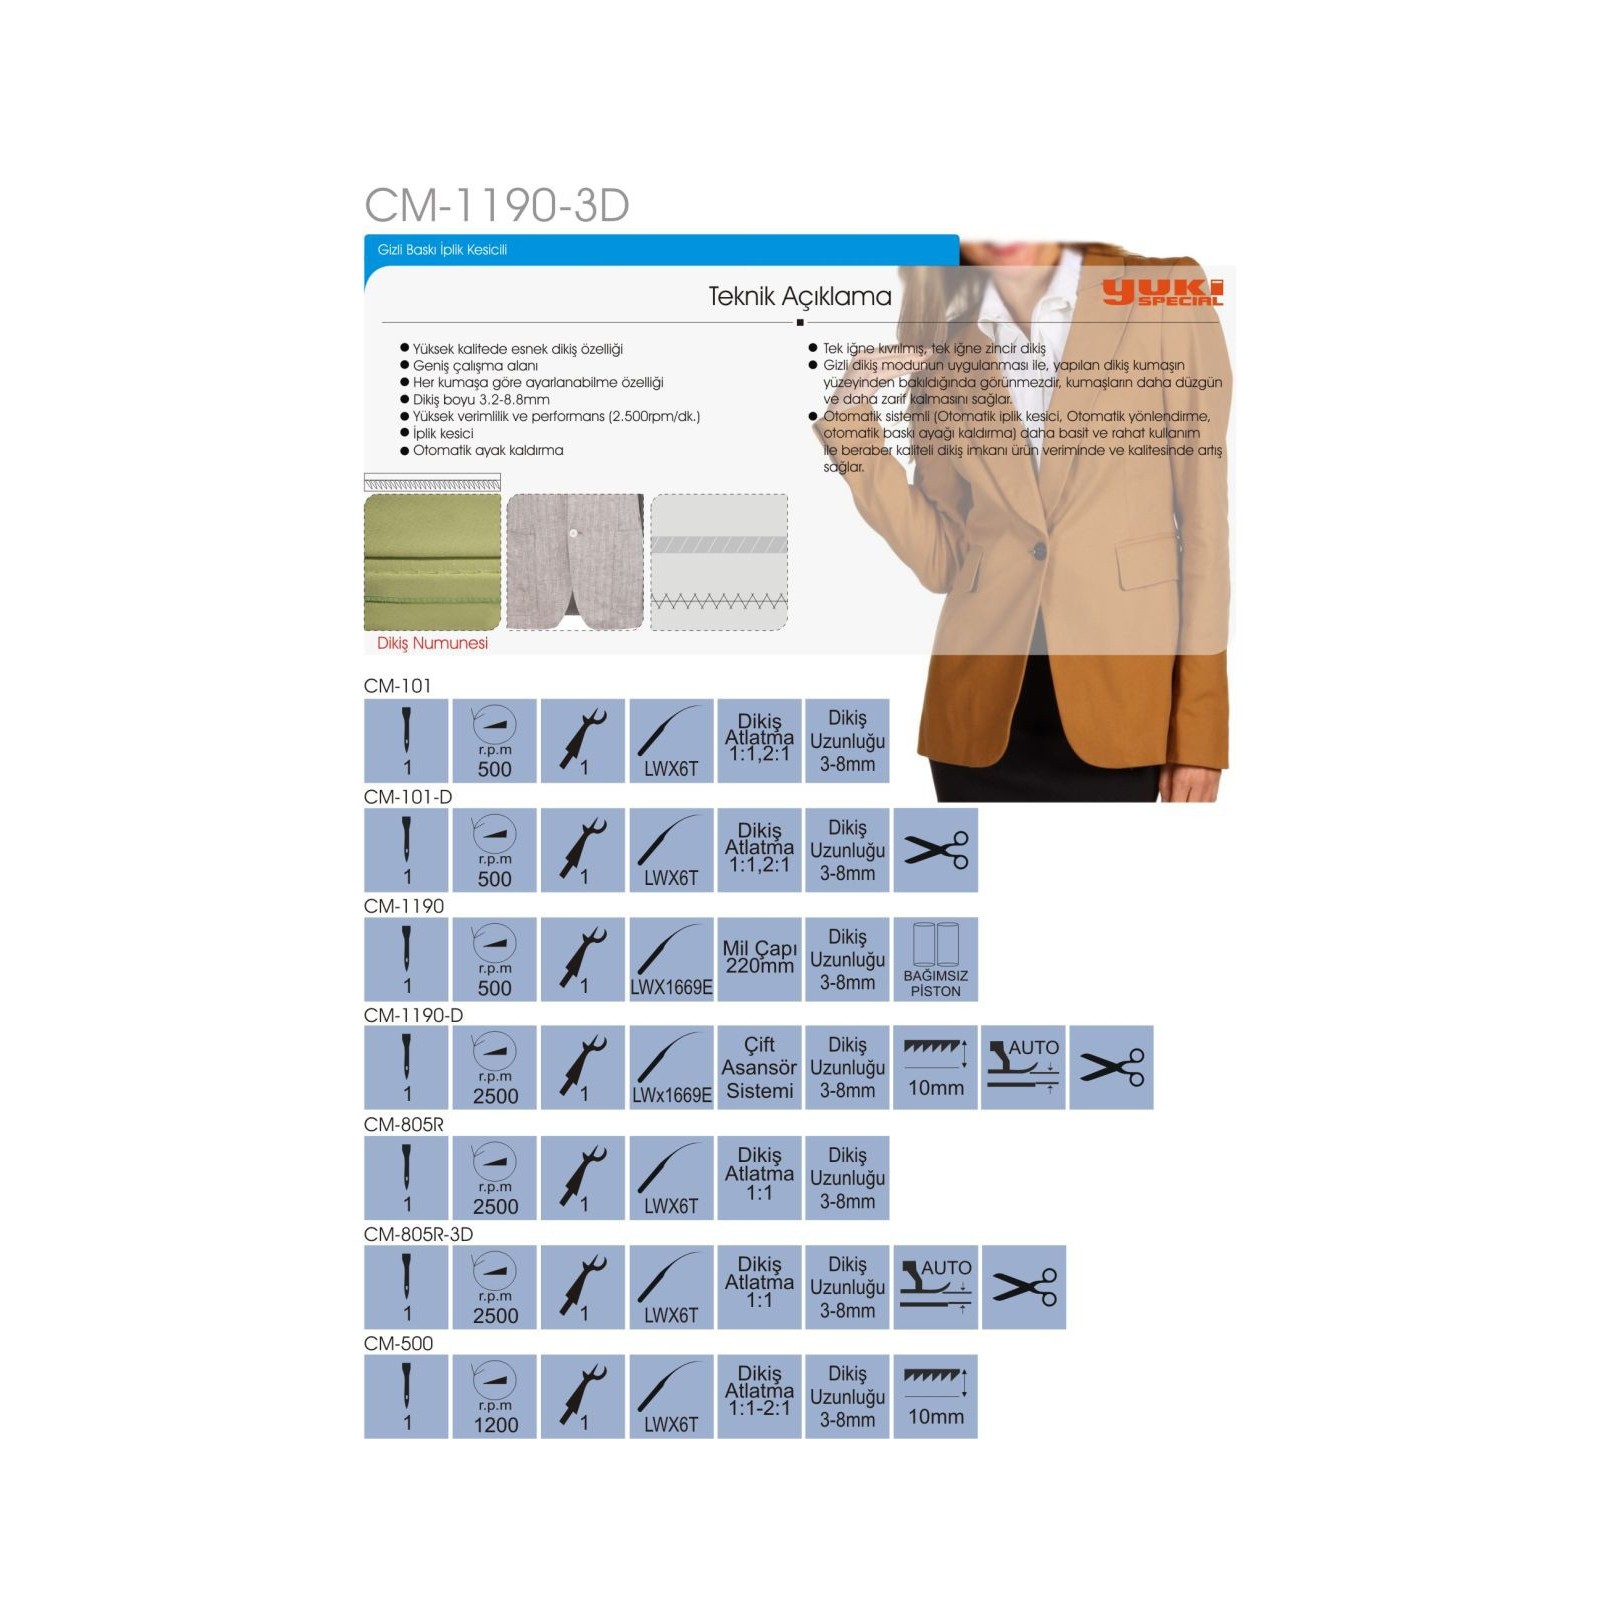 CM-1190-3D
Gizli Baskı İplik Kesicili
Teknik Açıklama
yuki
SPECIAL
Yüksek kalitede esnek dikiş özelliği
Geniş çalışma alanı
Her kumaşa göre ayarlanabilme özelliği
Dikiş boyu 3.2-8.8mm
Yüksek verimlilik ve performans (2.500rpm/dk.)
İplik kesici
Otomatik ayak kaldırma
Tek iğne kıvrılmış, tek iğne zincir dikiş
Gizli dikiş modunun uygulanması ile, yapılan dikiş kumaşın
yüzeyinden bakıldığında görünmezdir, kumaşların daha düzgün
ve daha zarif kalmasını sağlar.
Otomatik sistemli (Otomatik iplik kesici, Otomatik yönlendirme,
otomatik baskı ayağı kaldırma) daha basit ve rahat kullanım
ile beraber kaliteli dikiş imkanı ürün veriminde ve kalitesinde artış
sağlar.
Dikiş Numunesi
CM-101
1
r.p.m
500
1
LWX6T
Dikiş
Atlatma
1:1,2:1
Dikiş
Uzunluğu
3-8mm
CM-101-D
1
r.p.m
500
1
LWX6T
Dikiş
Atlatma
1:1,2:1
Dikiş
Uzunluğu
3-8mm
CM-1190
1
r.p.m
500
1
LWX1669E
Mil Çapı
220mm
Dikiş
Uzunluğu
3-8mm
BAĞIMSIZ
PİSTON
CM-1190-D
1
r.p.m
2500
1
LWx1669E
Çift
Asansör
Sistemi
Dikiş
Uzunluğu
3-8mm
10mm
AUTO
CM-805R
1
r.p.m
2500
1
LWX6T
Dikiş
Atlatma
1:1
Dikiş
Uzunluğu
3-8mm
CM-805R-3D
1
r.p.m
2500
1
LWX6T
Dikiş
Atlatma
1:1
Dikiş
Uzunluğu
3-8mm
AUTO
CM-500
1
r.p.m
1200
1
LWX6T
Dikiş
Atlatma
1:1-2:1
Dikiş
Uzunluğu
3-8mm
10mm